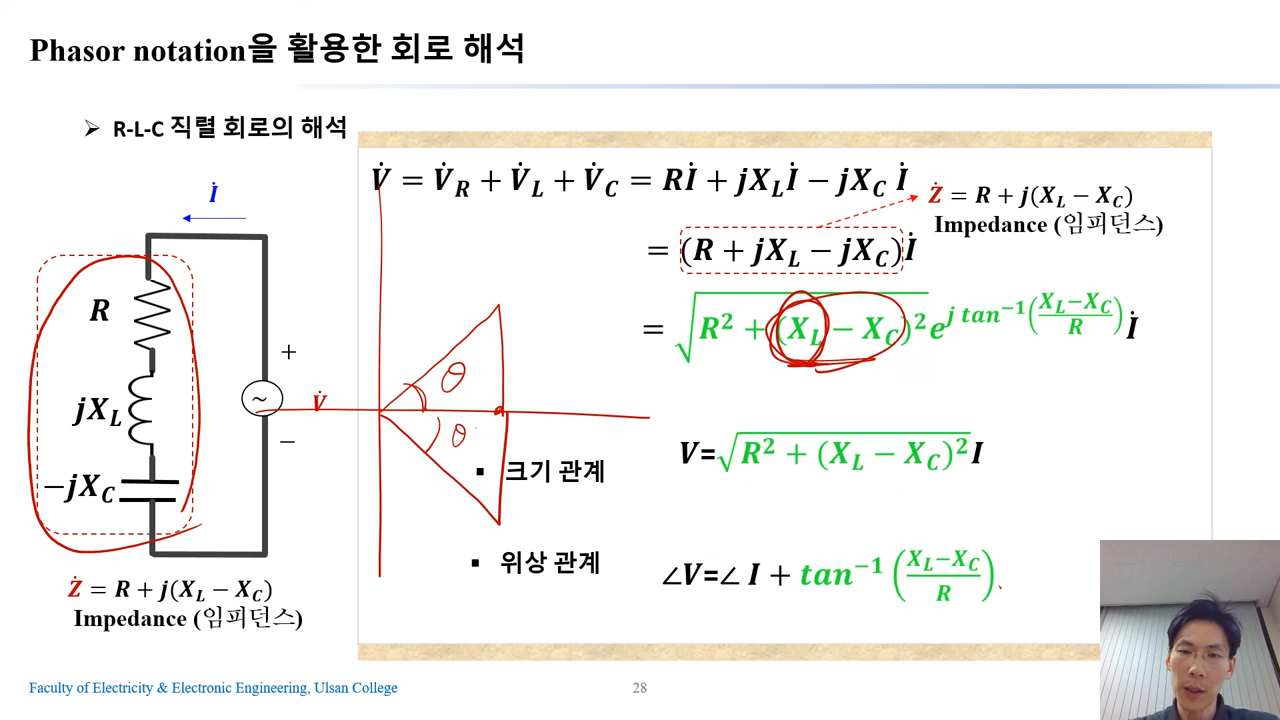 Phasor notation을 활용한 회로 해석
➢ R-L-C 직렬 회로의 해석
V̇ = V̇_R + V̇_L + V̇_C = Rİ + jX_Lİ − jX_C İ
= (R + jX_L − jX_C)İ
Ż = R + j(X_L − X_C)
Impedance (임피던스)
= √(R² + (X_L − X_C)²) e^(j tan⁻¹((X_L−X_C)/R)) İ
İ
R
jX_L
−jX_C
+
~
V̇
−
θ
θ
Ż = R + j(X_L − X_C)
Impedance (임피던스)
▪ 크기 관계
V=√(R² + (X_L − X_C)²) I
▪ 위상 관계
∠V=∠ I + tan⁻¹((X_L−X_C)/R)
Faculty of Electricity & Electronic Engineering, Ulsan College
28